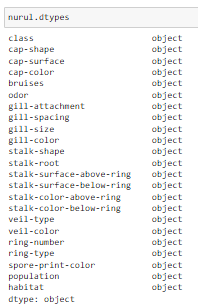 nurul.dtypes
class object
cap-shape object
cap-surface object
cap-color object
bruises object
odor object
gill-attachment object
gill-spacing object
gill-size object
gill-color object
stalk-shape object
stalk-root object
stalk-surface-above-ring object
stalk-surface-below-ring object
stalk-color-above-ring object
stalk-color-below-ring object
veil-type object
veil-color object
ring-number object
ring-type object
spore-print-color object
population object
habitat object
dtype: object